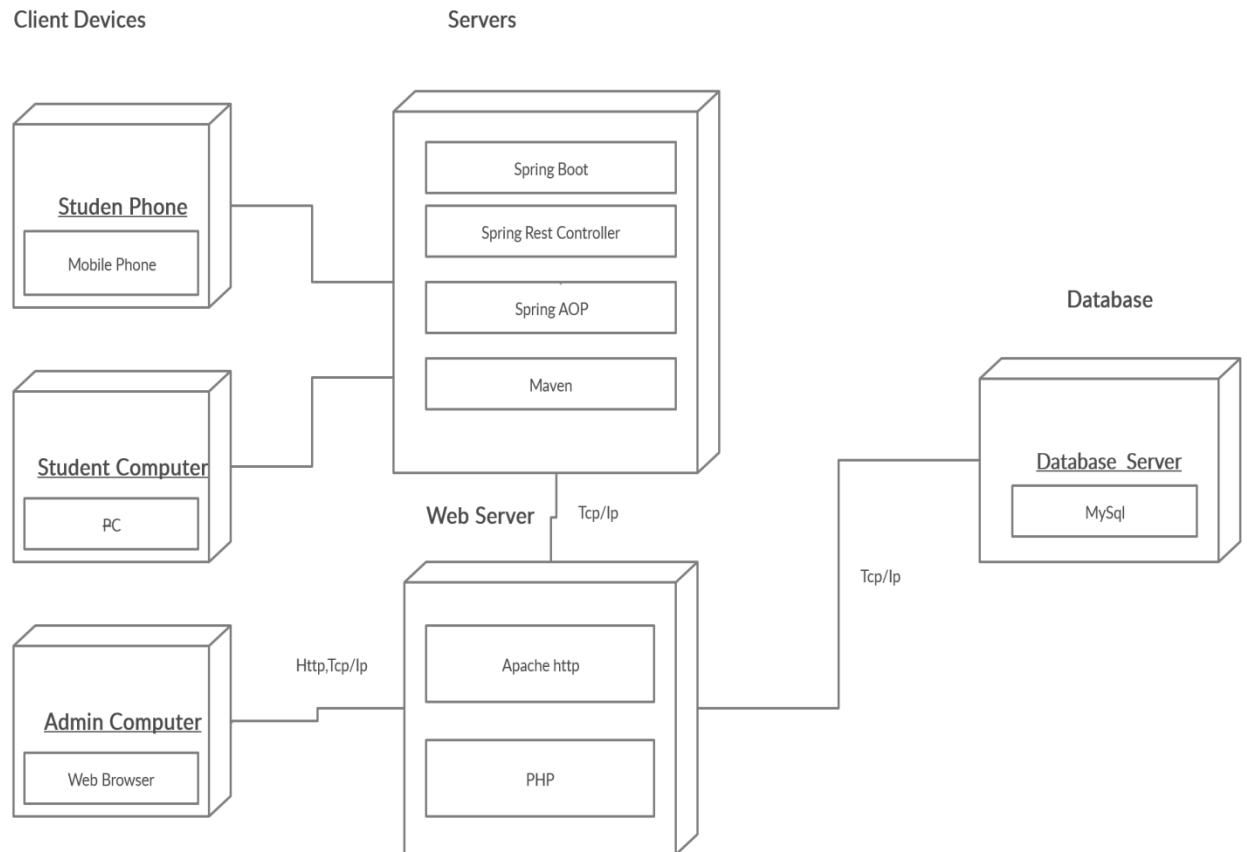 Client Devices
Servers
Studen Phone
Mobile Phone
Student Computer
PC
Admin Computer
Web Browser
Spring Boot
Spring Rest Controller
Spring AOP
Maven
Web Server
Tcp/Ip
Http,Tcp/Ip
Apache http
PHP
Tcp/Ip
Database
Database Server
MySql